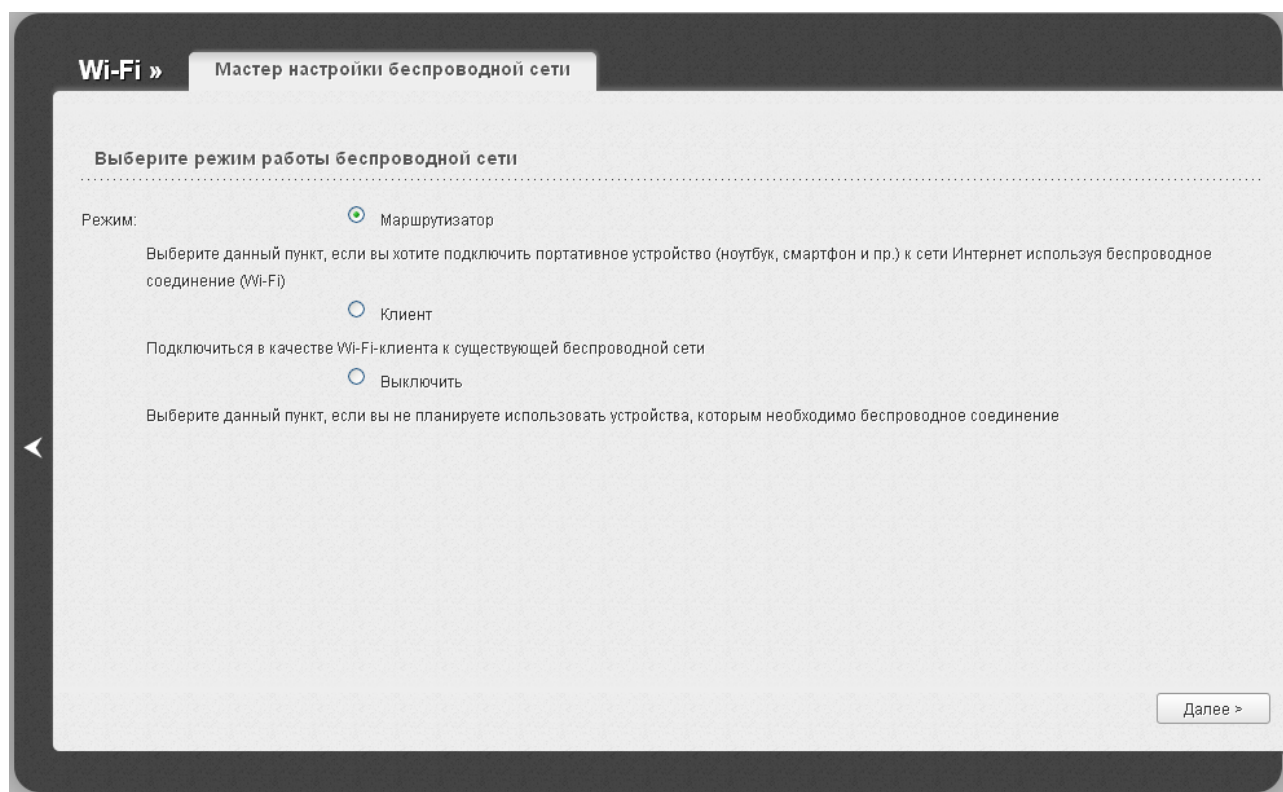 Wi-Fi » Мастер настройки беспроводной сети
Выберите режим работы беспроводной сети
Режим: Маршрутизатор
Выберите данный пункт, если вы хотите подключить портативное устройство (ноутбук, смартфон и пр.) к сети Интернет используя беспроводное
соединение (Wi-Fi)
Клиент
Подключиться в качестве Wi-Fi-клиента к существующей беспроводной сети
Выключить
Выберите данный пункт, если вы не планируете использовать устройства, которым необходимо беспроводное соединение
Далее >